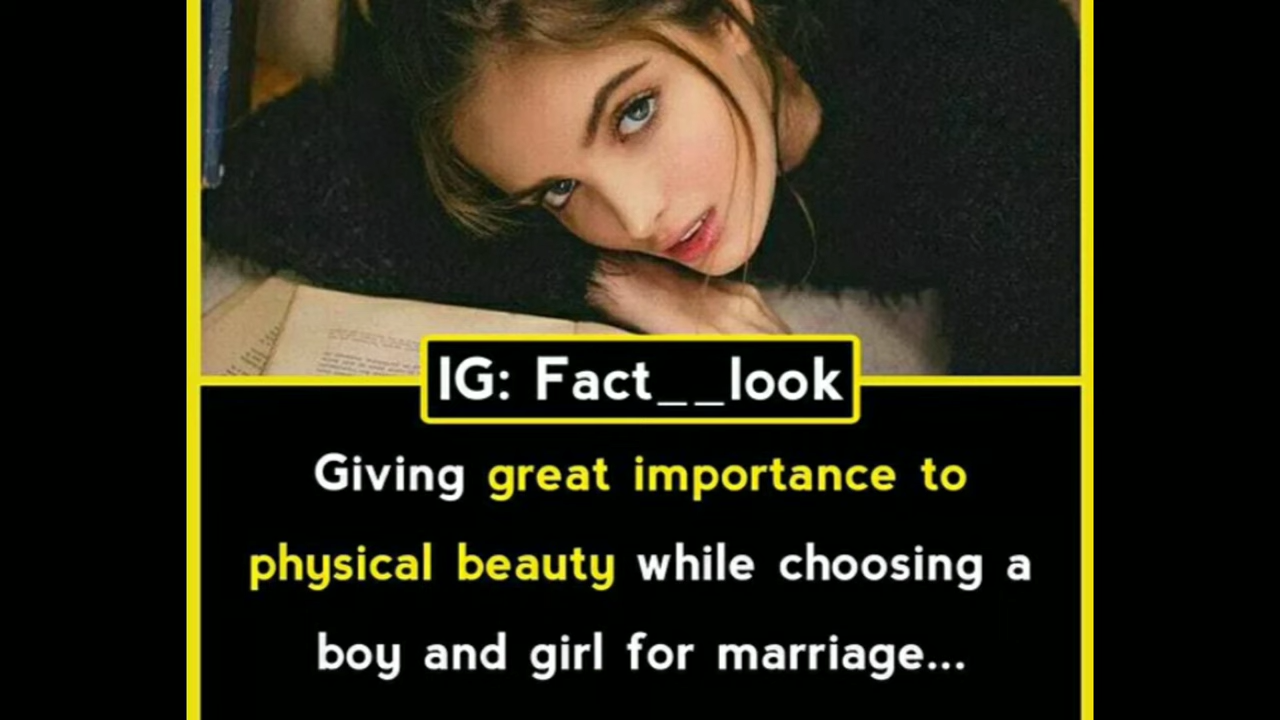 IG: Fact__look
Giving great importance to
physical beauty while choosing a
boy and girl for marriage...